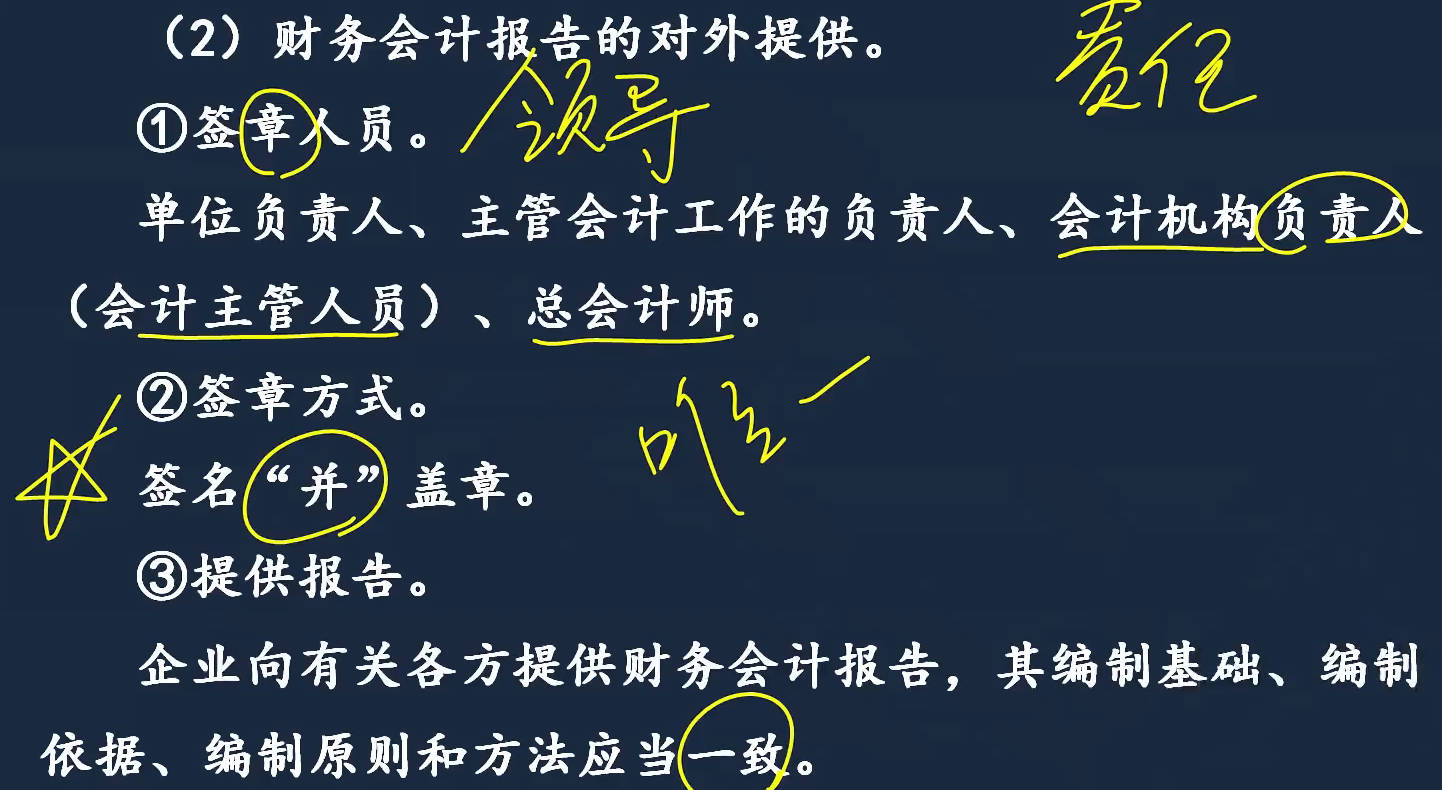 （2）财务会计报告的对外提供。
责任
①签章人员。
领导
单位负责人、主管会计工作的负责人、会计机构负责人
（会计主管人员）、总会计师。
②签章方式。
唯一
签名“并”盖章。
③提供报告。
企业向有关各方提供财务会计报告，其编制基础、编制
依据、编制原则和方法应当一致。